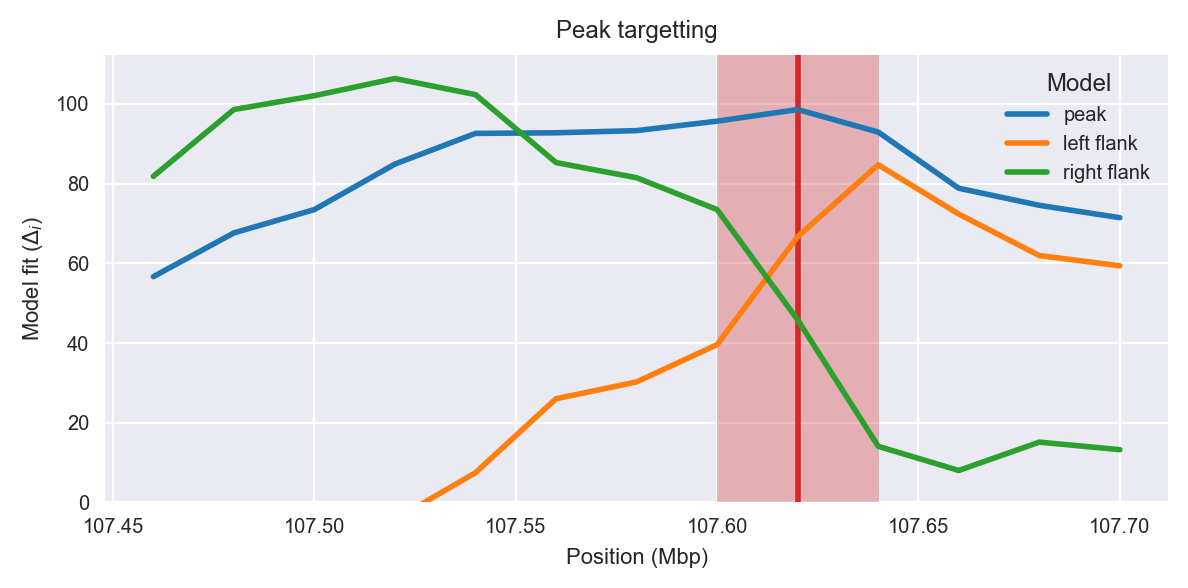 Peak targetting
Model
peak
left flank
right flank
Model fit (Δᵢ)
100
80
60
40
20
0
107.45 107.50 107.55 107.60 107.65 107.70
Position (Mbp)